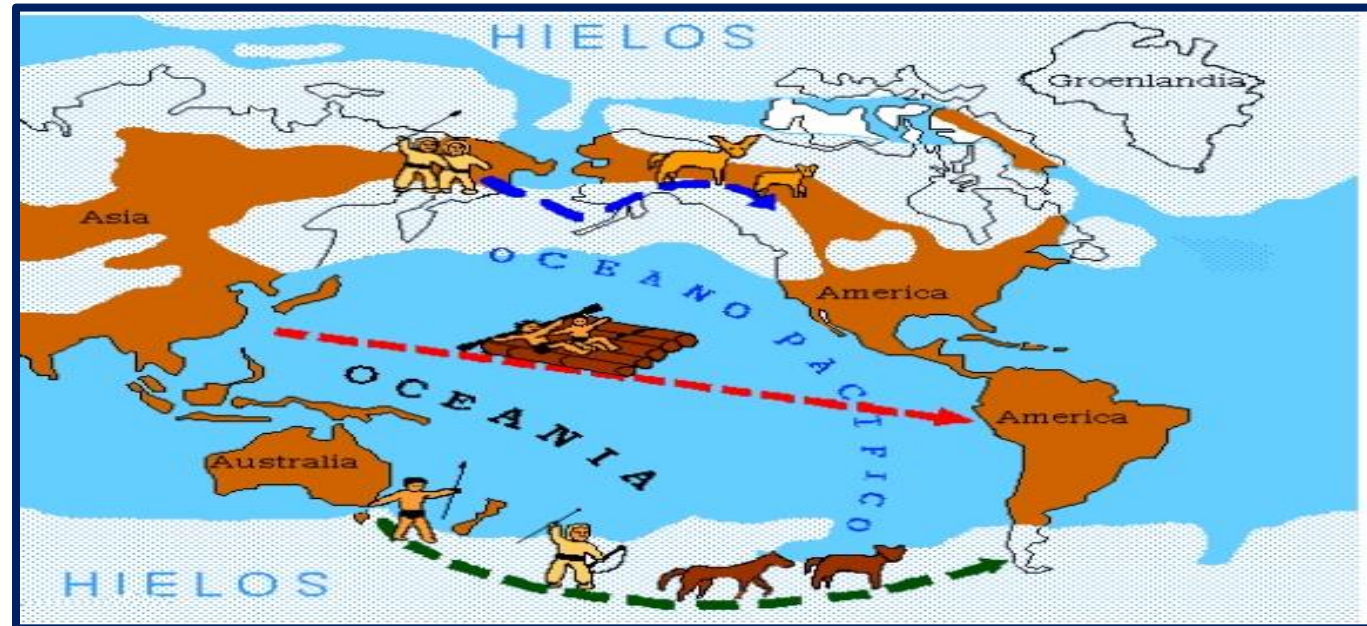 HIELOS
Groenlandia
Asia
OCEANO PACIFICO
America
OCEANIA
America
Australia
HIELOS